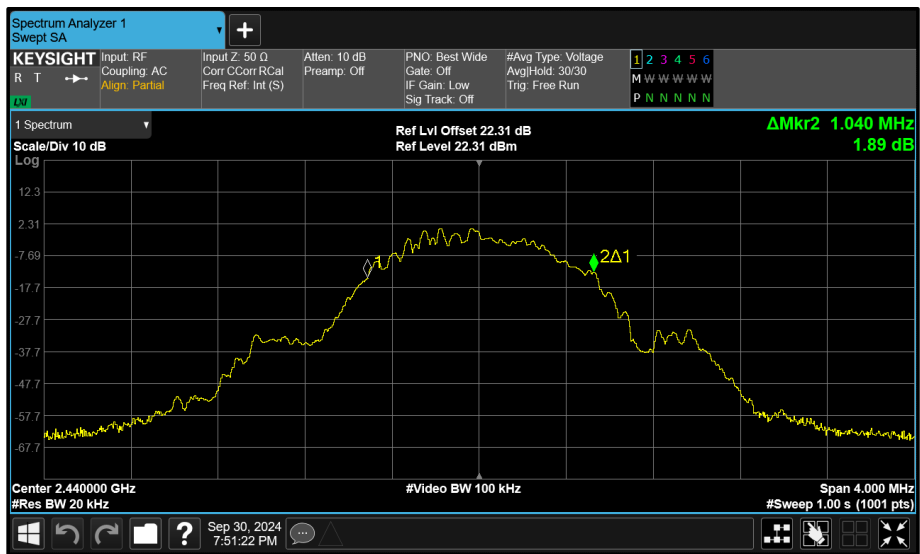 Spectrum Analyzer 1
Swept SA
KEYSIGHT
R T
LXI
Input: RF
Coupling: AC
Align: Partial
Input Z: 50 Ω
Corr CCorr RCal
Freq Ref: Int (S)
Atten: 10 dB
Preamp: Off
PNO: Best Wide
Gate: Off
IF Gain: Low
Sig Track: Off
#Avg Type: Voltage
Avg|Hold: 30/30
Trig: Free Run
1 2 3 4 5 6
M W W W W W
P N N N N N
1 Spectrum
Scale/Div 10 dB
Ref Lvl Offset 22.31 dB
Ref Level 22.31 dBm
ΔMkr2 1.040 MHz
1.89 dB
Log
12.3
2.31
-7.69
-17.7
-27.7
-37.7
-47.7
-57.7
-67.7
1
2Δ1
Center 2.440000 GHz
#Res BW 20 kHz
#Video BW 100 kHz
Span 4.000 MHz
#Sweep 1.00 s (1001 pts)
?
Sep 30, 2024
7:51:22 PM